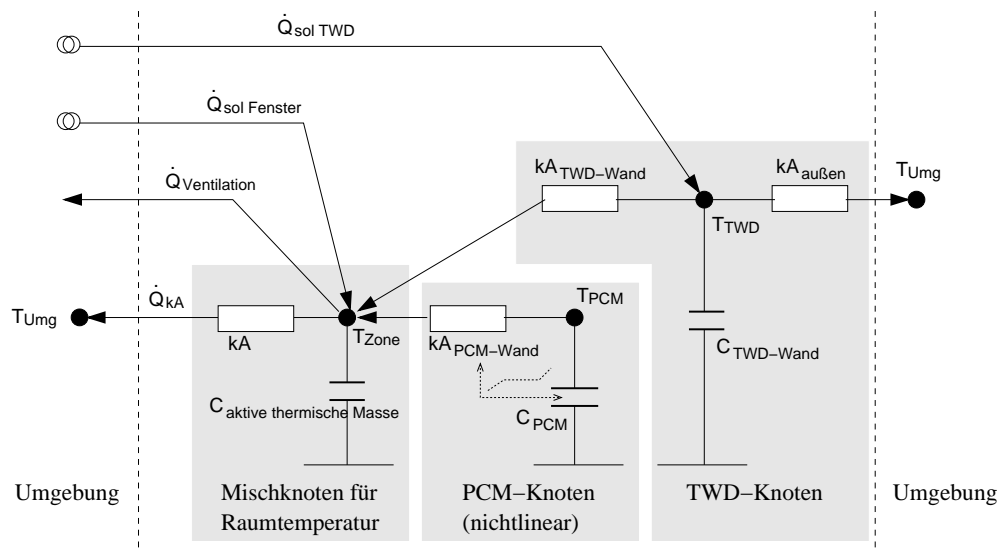 Q̇sol TWD
Q̇sol Fenster
Q̇Ventilation
kATWD−Wand
kAaußen
TUmg
TTWD
Q̇kA
TPCM
TUmg
kA
TZone
kAPCM−Wand
CTWD−Wand
Caktive thermische Masse
CPCM
Umgebung
Mischknoten für
Raumtemperatur
PCM−Knoten
(nichtlinear)
TWD−Knoten
Umgebung